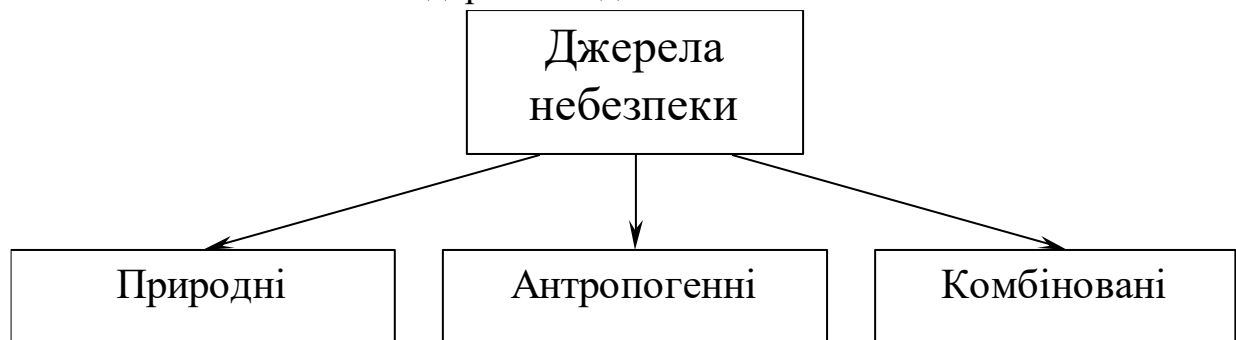 Джерела
небезпеки
Природні
Антропогенні
Комбіновані